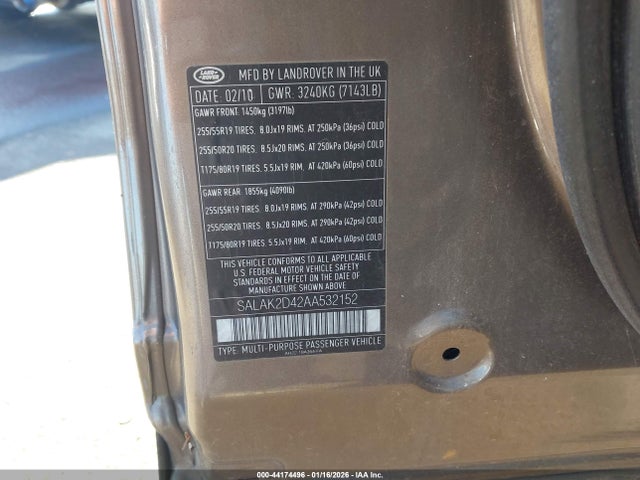 LAND ROVER
MFD BY LANDROVER IN THE UK
DATE: 02/10 GWR: 3240KG (7143LB)
GAWR FRONT: 1450kg (3197lb)
255/55R19 TIRES. 8.0Jx19 RIMS. AT 250kPa (36psi) COLD
255/50R20 TIRES. 8.5Jx20 RIMS. AT 250kPa (36psi) COLD
T175/80R19 TIRES. 5.5Jx19 RIMS. AT 420kPa (60psi) COLD
GAWR REAR: 1855kg (4090lb)
255/55R19 TIRES. 8.0Jx19 RIMS. AT 290kPa (42psi) COLD
255/50R20 TIRES. 8.5Jx20 RIMS. AT 290kPa (42psi) COLD
T175/80R19 TIRES. 5.5Jx19 RIM. AT 420kPa (60psi) COLD
THIS VEHICLE CONFORMS TO ALL APPLICABLE
U.S. FEDERAL MOTOR VEHICLE SAFETY
STANDARDS IN EFFECT ON THE DATE OF
MANUFACTURE SHOWN ABOVE
SALAK2D42AA532152
TYPE: MULTI-PURPOSE PASSENGER VEHICLE
000-44174496 - 01/16/2026 - IAA Inc.